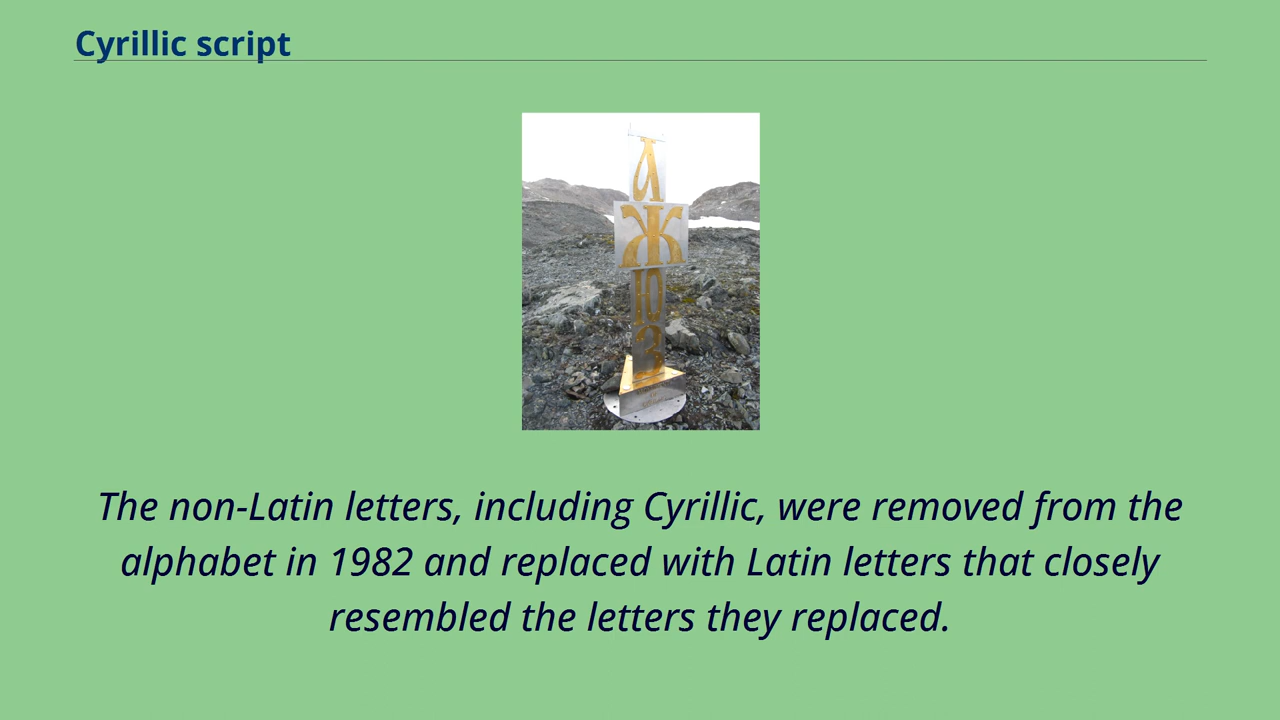 Cyrillic script
А
Ж
Ю
З
The non-Latin letters, including Cyrillic, were removed from the
alphabet in 1982 and replaced with Latin letters that closely
resembled the letters they replaced.